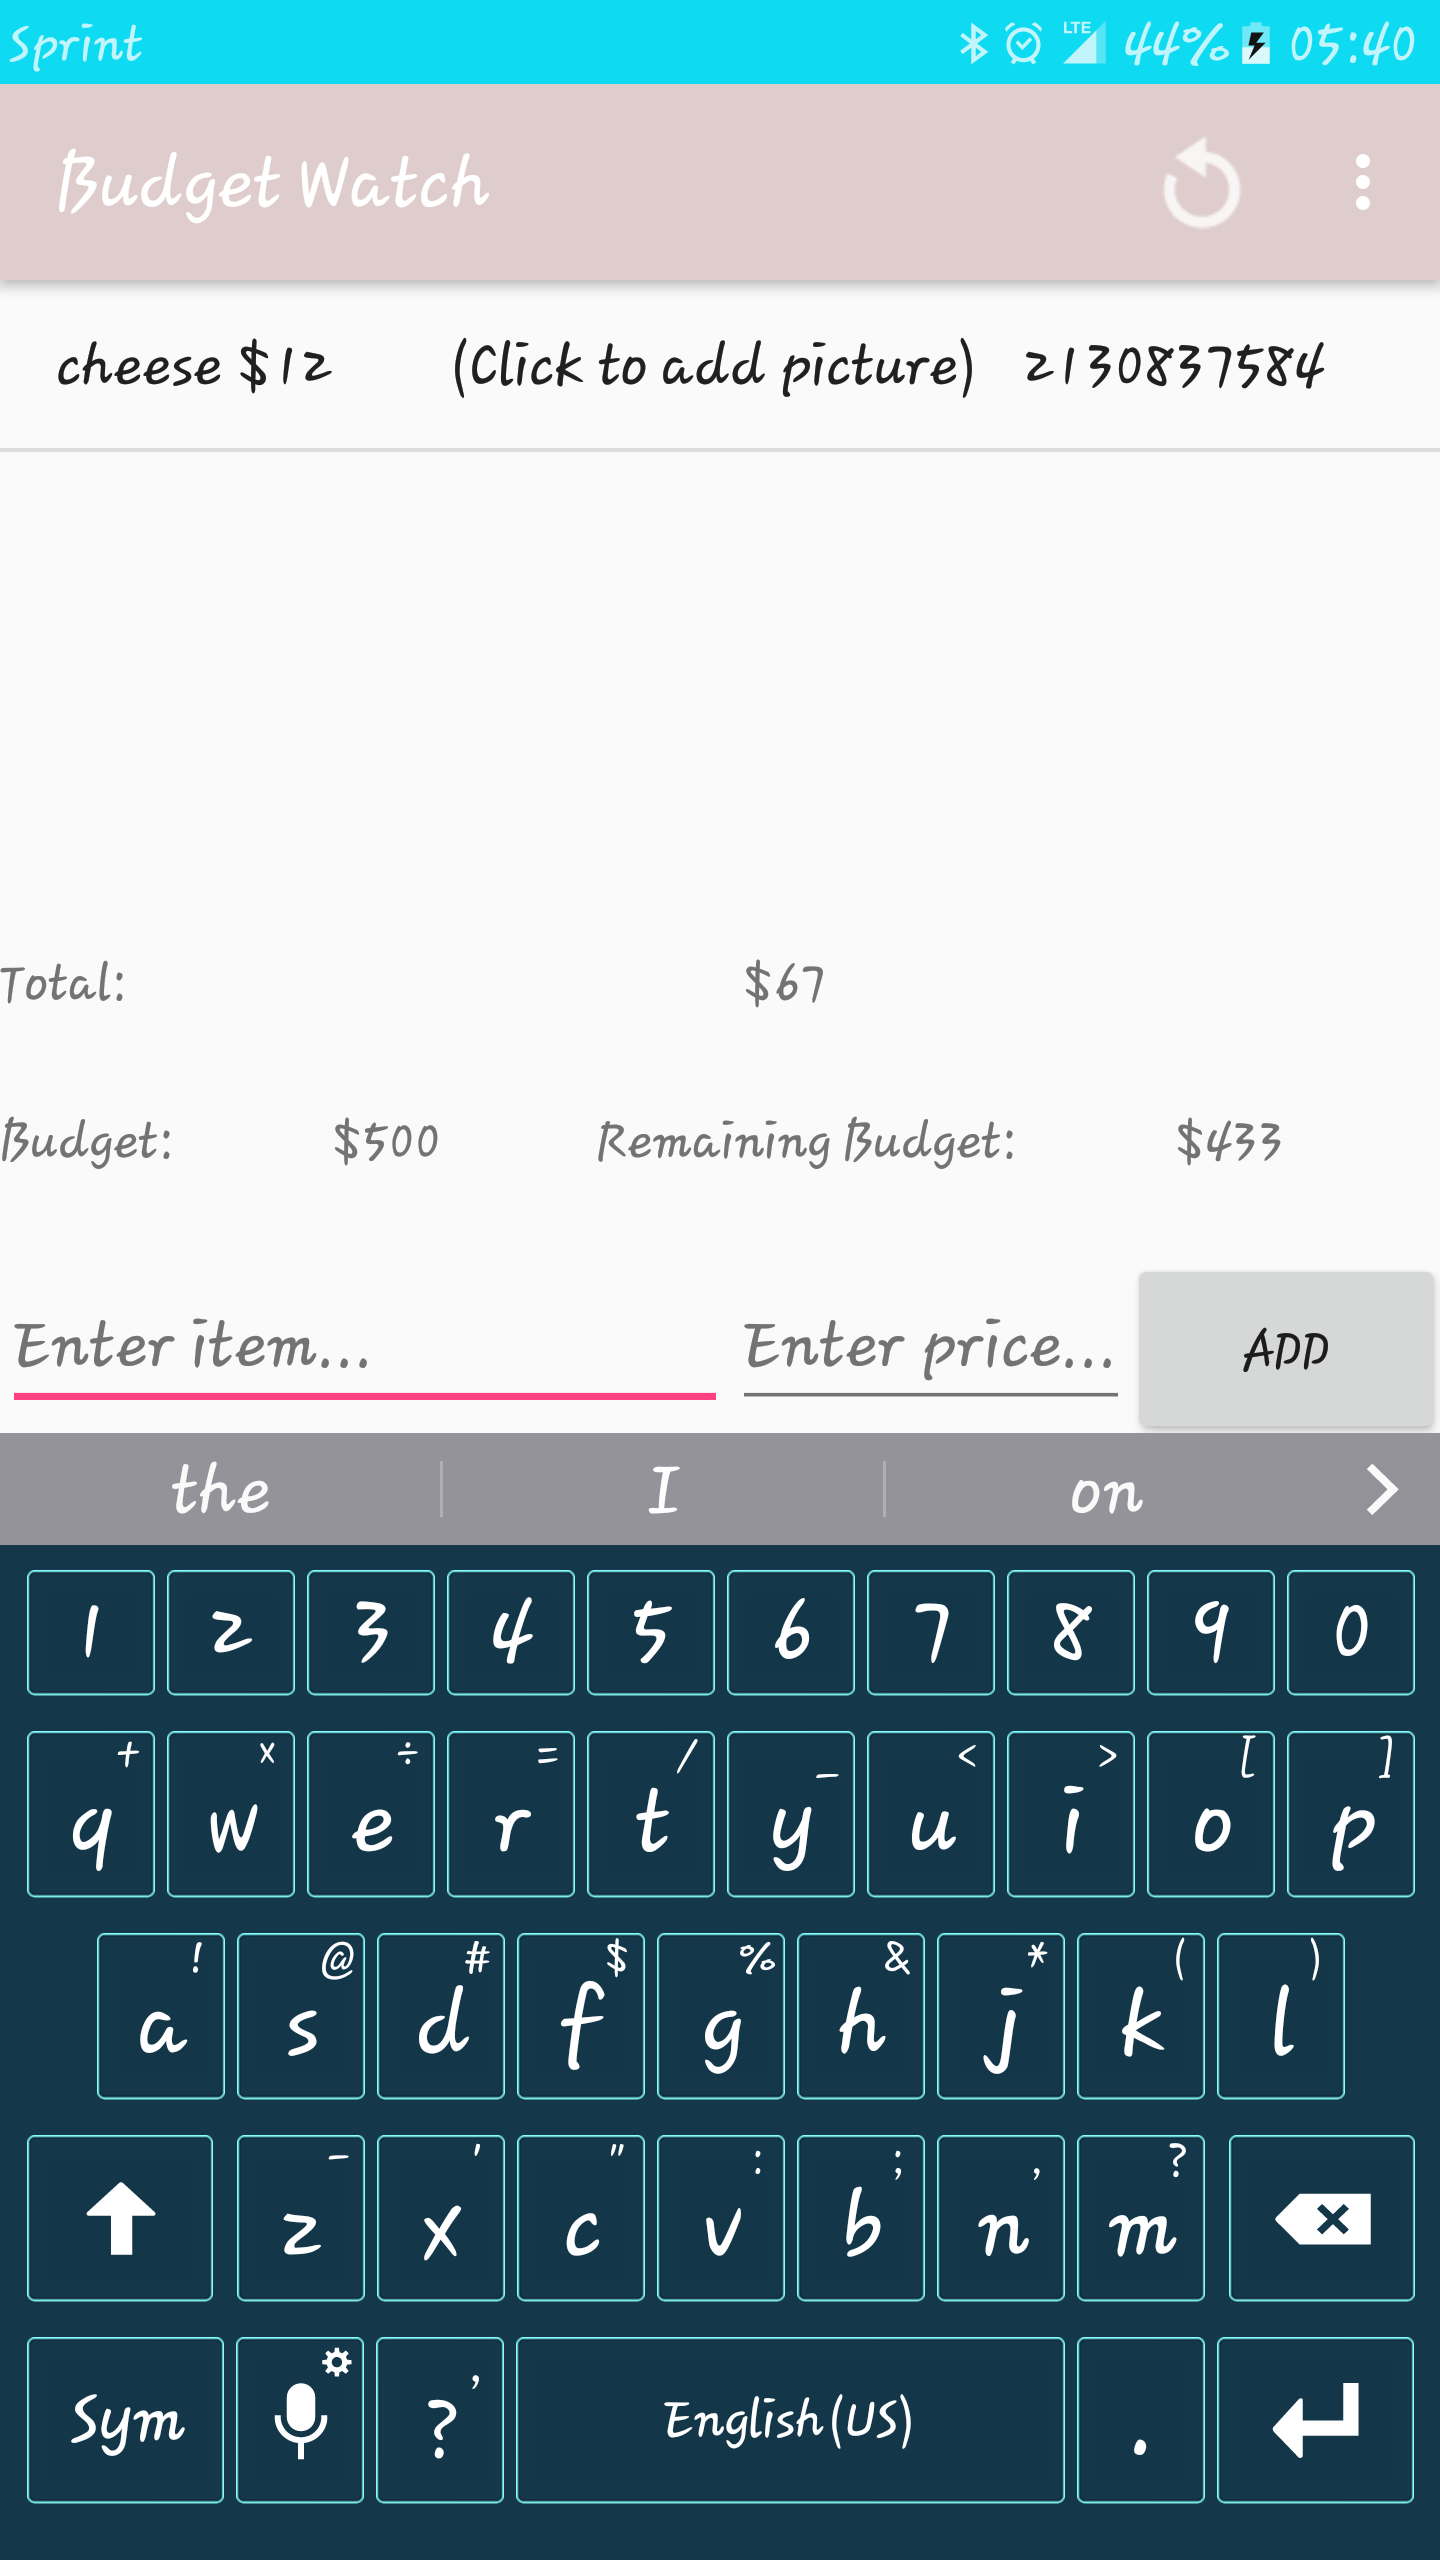 Sprint LTE 44% 05:40
Budget Watch
cheese $12 (Click to add picture) 2130837584
Total: $67
Budget: $500 Remaining Budget: $433
Enter item... Enter price... ADD
the I on
1 2 3 4 5 6 7 8 9 0
+ × ÷ = / _ < > [ ]
q w e r t y u i o p
! @ # $ % & * ( )
a s d f g h j k l
- ' " : ; , ?
z x c v b n m
Sym ? , English(US) .